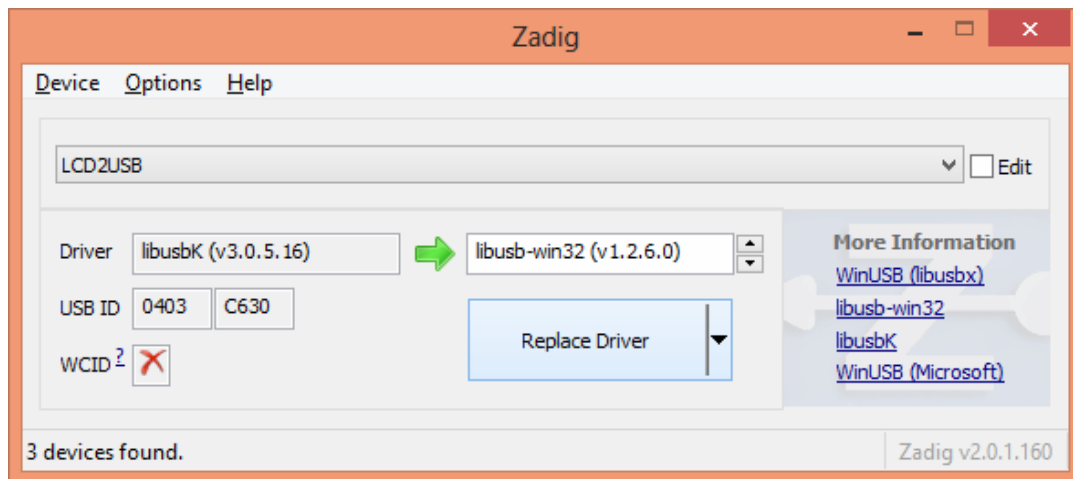 Zadig
Device Options Help
LCD2USB Edit
Driver libusbK (v3.0.5.16) libusb-win32 (v1.2.6.0)
USB ID 0403 C630
WCID ?
Replace Driver
More Information
WinUSB (libusbx)
libusb-win32
libusbK
WinUSB (Microsoft)
3 devices found. Zadig v2.0.1.160